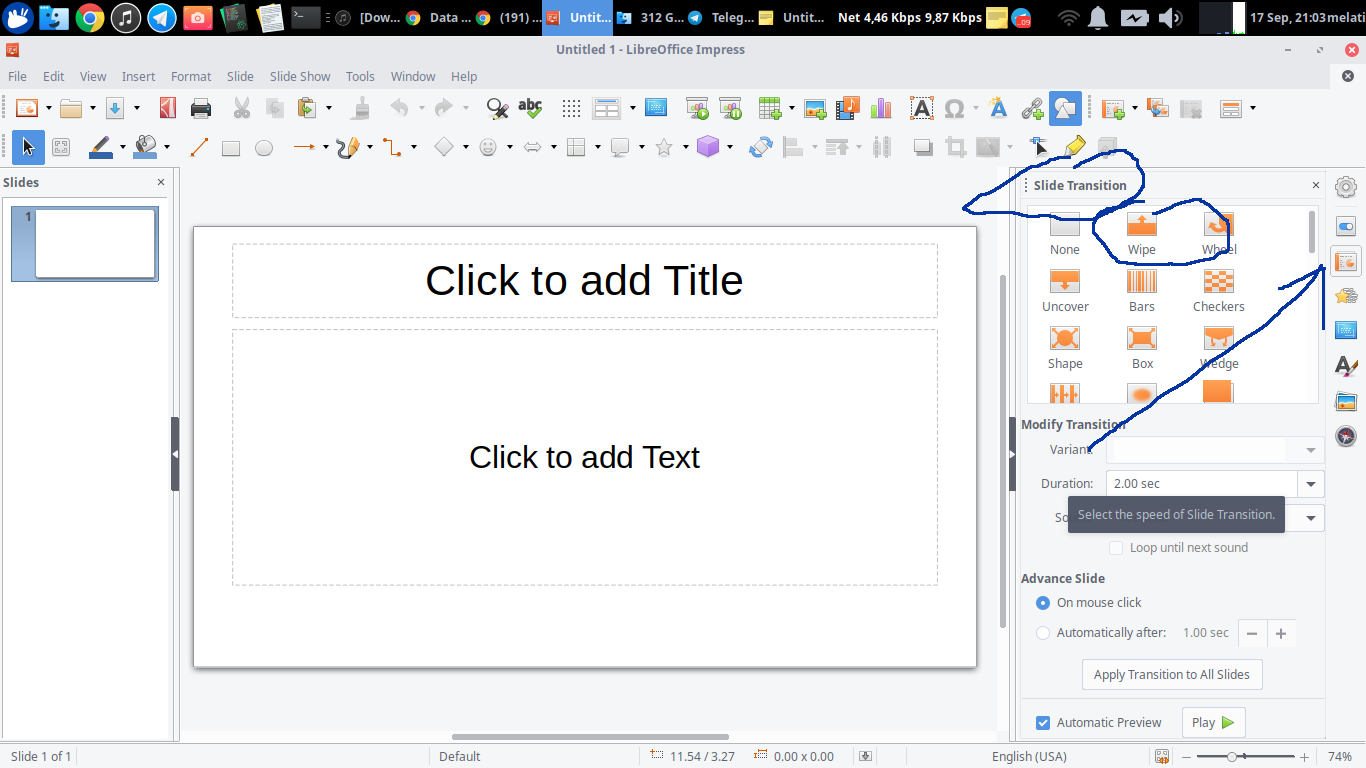 [Dow... Data ... (191) ... Untit... 312 G... Teleg... Untit... Net 4,46 Kbps 9,87 Kbps 17 Sep, 21:03 melati
Untitled 1 - LibreOffice Impress
File Edit View Insert Format Slide Slide Show Tools Window Help
Slides
Slide Transition
1
None Wipe Wheel
Uncover Bars Checkers
Shape Box Wedge
Click to add Title
Click to add Text
Modify Transition
Variant:
Duration: 2.00 sec
Select the speed of Slide Transition.
Loop until next sound
Advance Slide
On mouse click
Automatically after: 1.00 sec
Apply Transition to All Slides
Automatic Preview Play
Slide 1 of 1 Default 11.54 / 3.27 0.00 x 0.00 English (USA) 74%